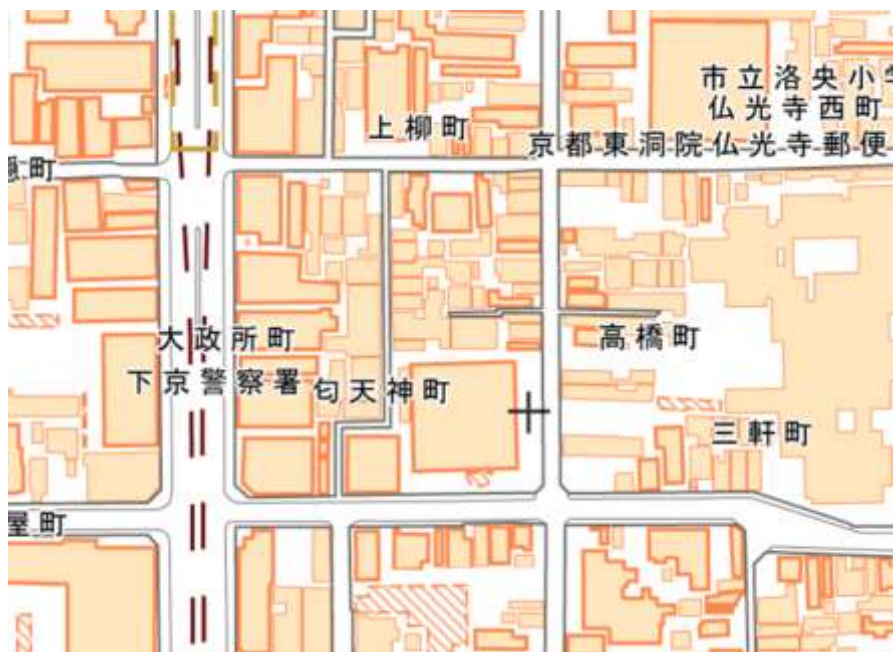 市立洛央小学
仏光寺西町
上柳町
京都東洞院仏光寺郵便
町
大政所町
高橋町
下京警察署
匂天神町
三軒町
屋町